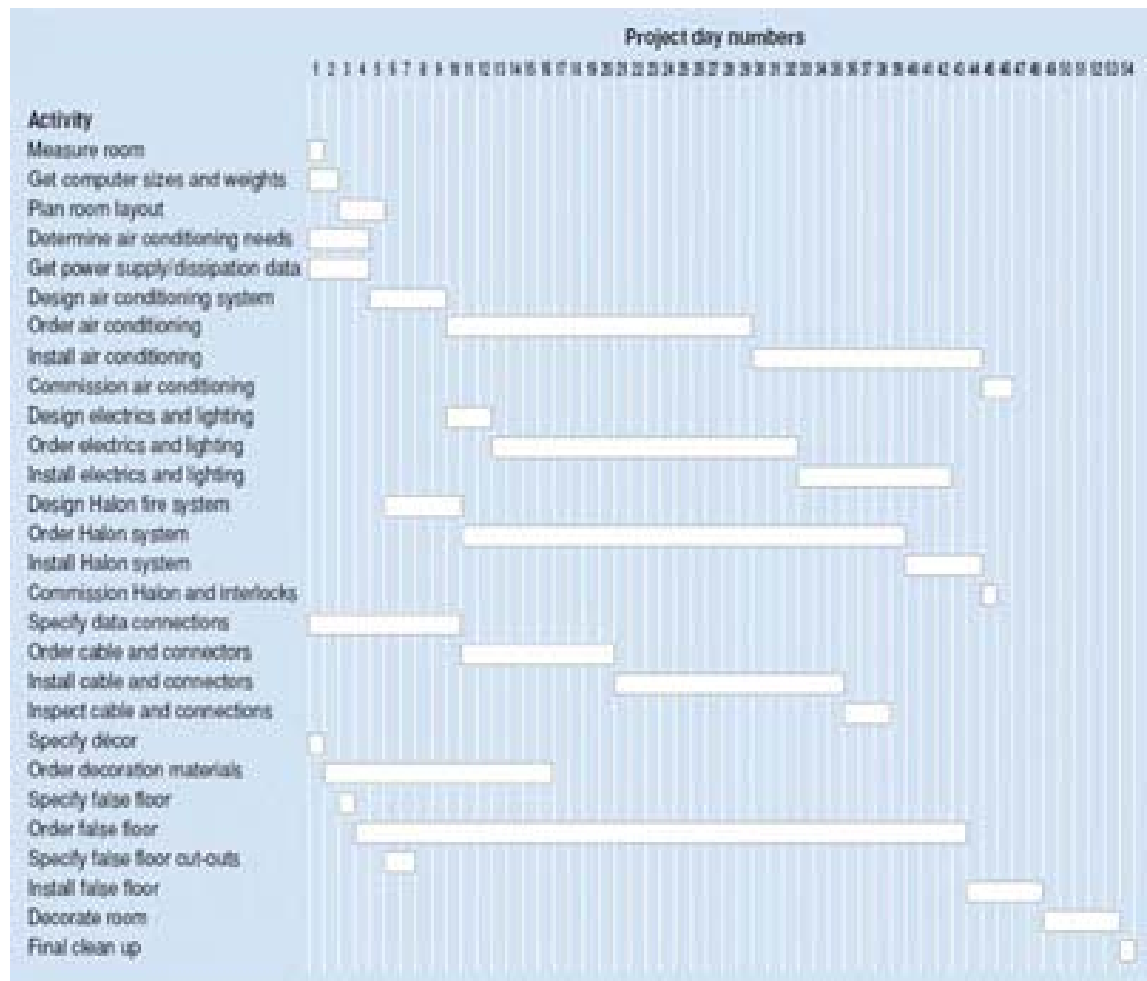 Project day numbers
1 2 3 4 5 6 7 8 9 10 11 12 13 14 15 16 17 18 19 20 21 22 23 24 25 26 27 28 29 30 31 32 33 34 35 36 37 38 39 40 41 42 43 44 45 46 47 48 49 50 51 52 53 54
Activity
Measure room
Get computer sizes and weights
Plan room layout
Determine air conditioning needs
Get power supply/dissipation data
Design air conditioning system
Order air conditioning
Install air conditioning
Commission air conditioning
Design electrics and lighting
Order electrics and lighting
Install electrics and lighting
Design Halon fire system
Order Halon system
Install Halon system
Commission Halon and interlocks
Specify data connections
Order cable and connectors
Install cable and connectors
Inspect cable and connections
Specify décor
Order decoration materials
Specify false floor
Order false floor
Specify false floor cut-outs
Install false floor
Decorate room
Final clean up